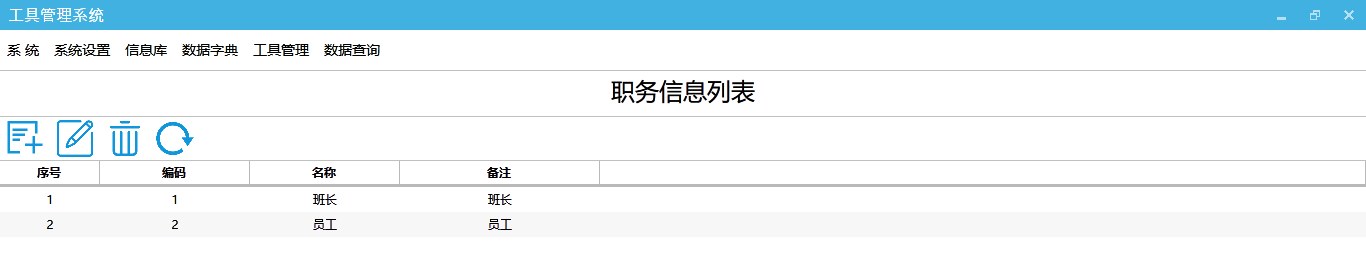 工具管理系统
系 统 系统设置 信息库 数据字典 工具管理 数据查询
职务信息列表
序号 编码 名称 备注
1 1 班长 班长
2 2 员工 员工